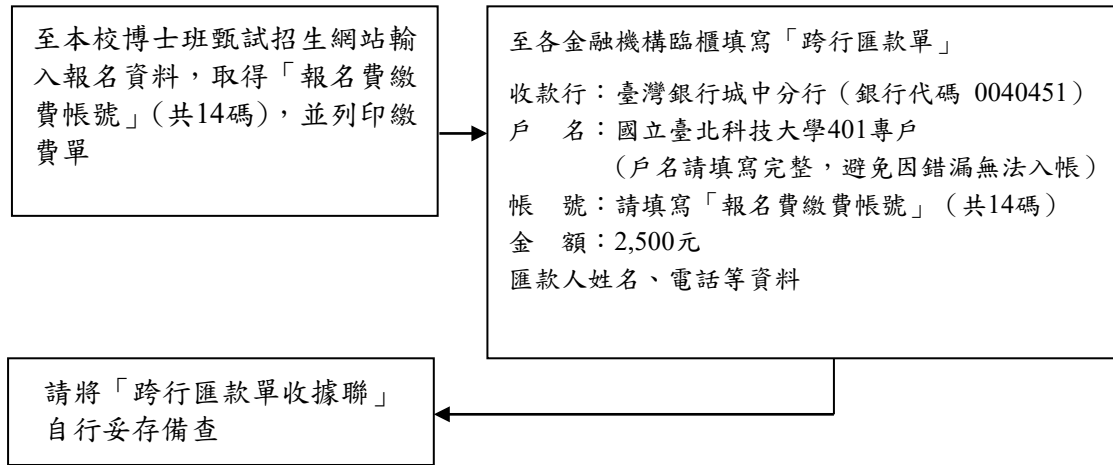 至本校博士班甄試招生網站輸
入報名資料，取得「報名費繳
費帳號」(共14碼)，並列印繳
費單
至各金融機構臨櫃填寫「跨行匯款單」
收款行：臺灣銀行城中分行（銀行代碼 0040451）
戶　名：國立臺北科技大學401專戶
（戶名請填寫完整，避免因錯漏無法入帳）
帳　號：請填寫「報名費繳費帳號」（共14碼）
金　額：2,500元
匯款人姓名、電話等資料
請將「跨行匯款單收據聯」
自行妥存備查